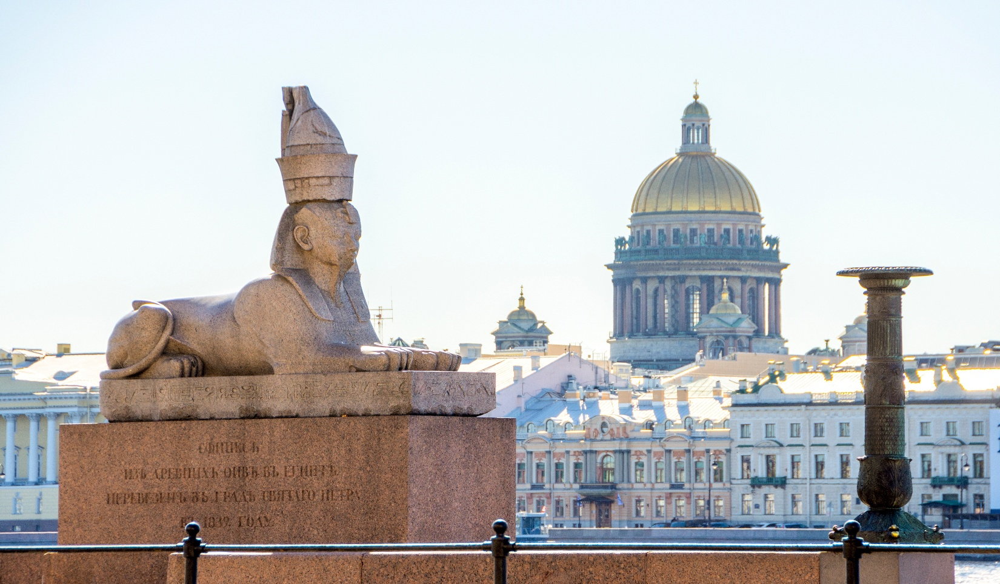 СФИНКСЪ
ИЗЪ ДРЕВНИХЪ ѲИВЪ ВЪ ЕГИПТѢ
ПЕРЕВЕЗЕНЪ ВЪ ГРАДЪ СВЯТАГО ПЕТРА
ВЪ 1832 ГОДУ